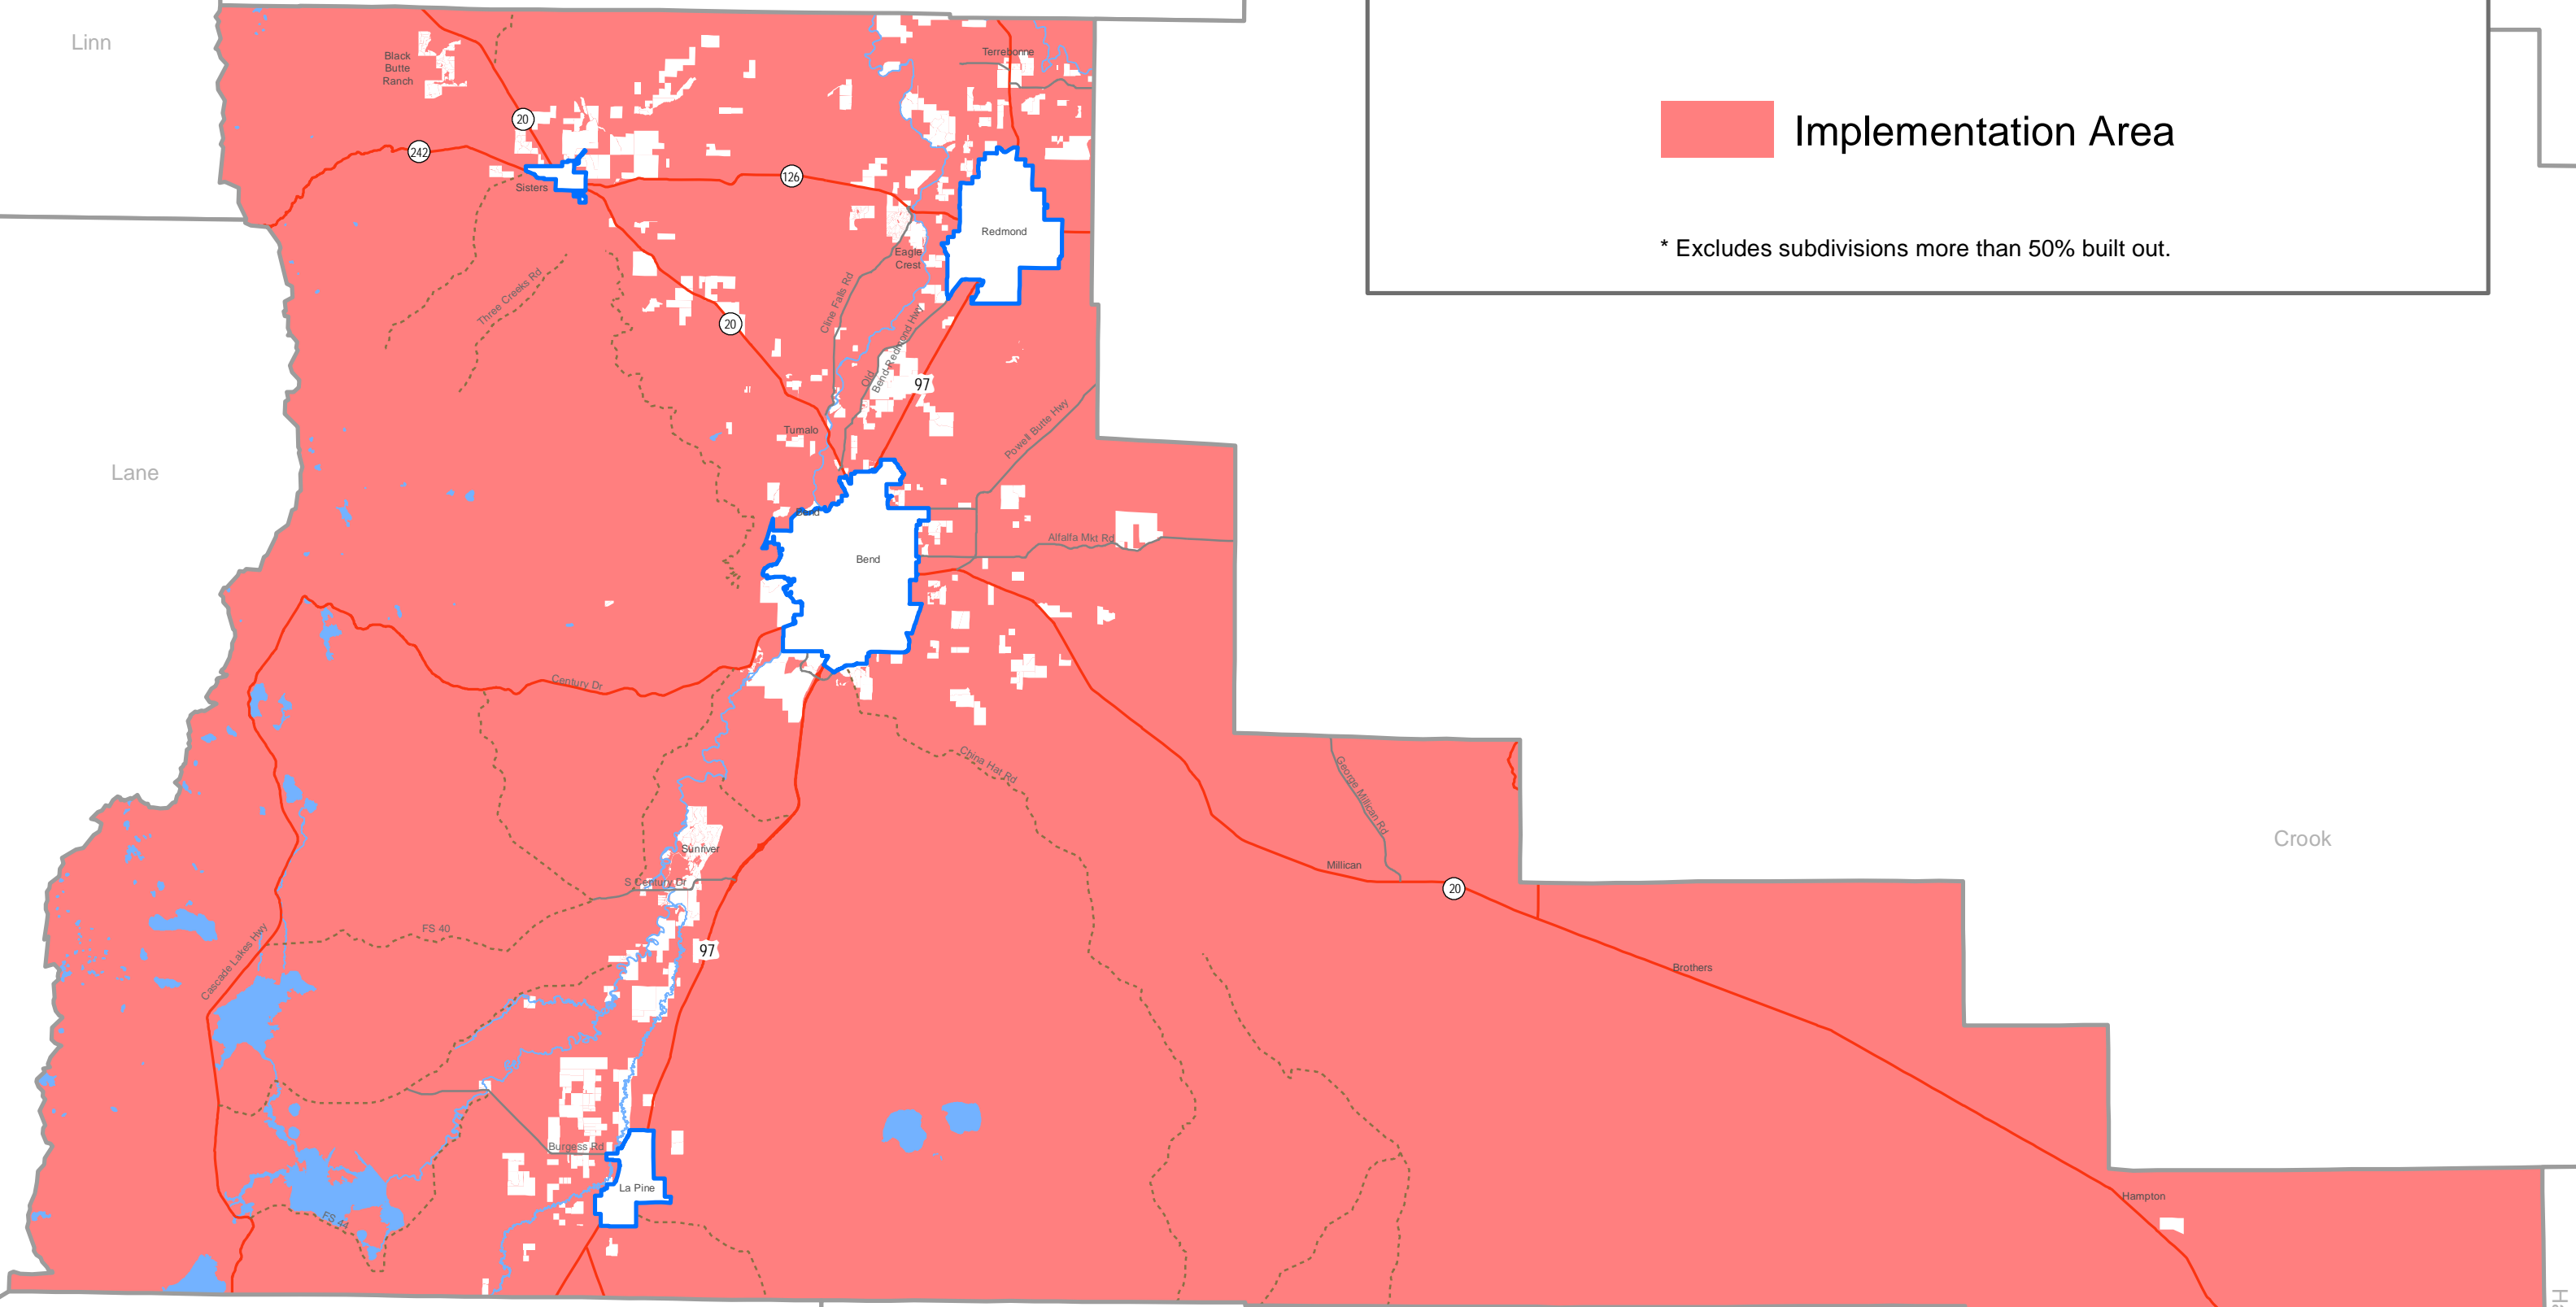 Linn
Black
Butte
Ranch
Terrebonne
20
242
126
Sisters
Implementation Area
Redmond
* Excludes subdivisions more than 50% built out.
Eagle
Crest
Three Creeks Rd
Cline Falls Rd
20
Old
Bend-Redmond Hwy
97
Tumalo
Powell Butte Hwy
Lane
Bend
Alfalfa Mkt Rd
Bend
Century Dr
China Hat Rd
George Millican Rd
Crook
Sunriver
Millican
S Century Dr
20
FS 40
97
Cascade Lakes Hwy
Brothers
Burgess Rd
La Pine
Hampton
FS 44
H